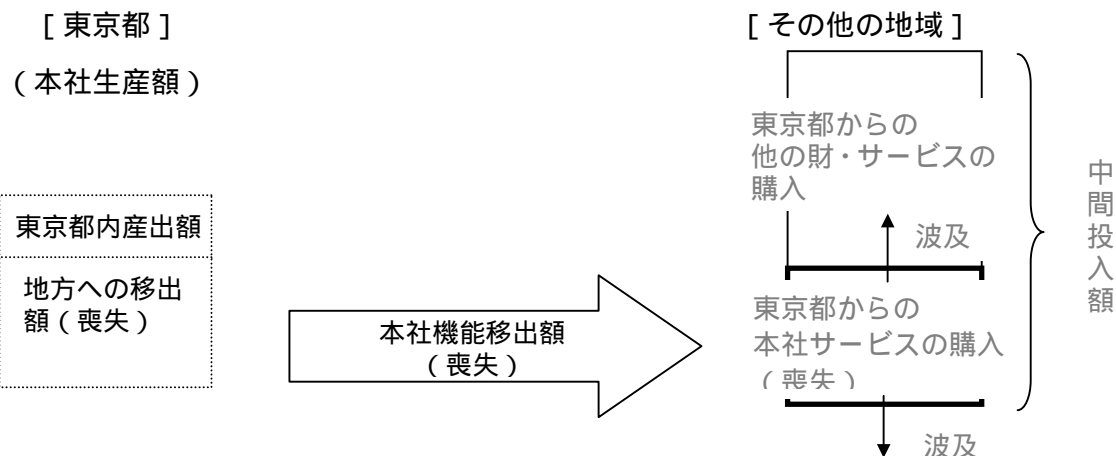 [ 東京都 ]
( 本社生産額 )
東京都内産出額
地方への移出
額 ( 喪失 )
本社機能移出額
( 喪失 )
[ その他の地域 ]
東京都からの
他の財・サービスの
購入
波及
東京都からの
本社サービスの購入
( 喪失 )
波及
中間投入額